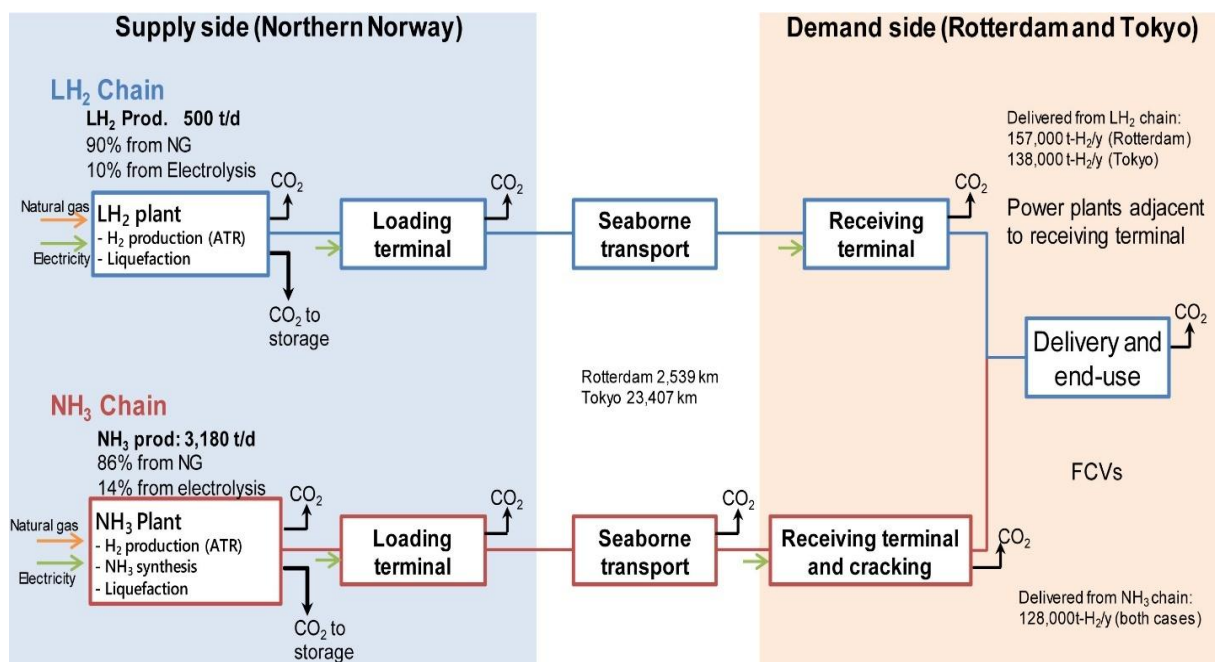 Supply side (Northern Norway)
Demand side (Rotterdam and Tokyo)
LH₂ Chain
LH₂ Prod. 500 t/d
90% from NG
10% from Electrolysis
CO₂
Natural gas
Electricity
LH₂ plant
- H₂ production (ATR)
- Liquefaction
CO₂ to
storage
Loading
terminal
CO₂
Seaborne
transport
Receiving
terminal
CO₂
Delivered from LH₂ chain:
157,000 t-H₂/y (Rotterdam)
138,000 t-H₂/y (Tokyo)
Power plants adjacent
to receiving terminal
Delivery and
end-use
CO₂
Rotterdam 2,539 km
Tokyo 23,407 km
NH₃ Chain
NH₃ prod: 3,180 t/d
86% from NG
14% from electrolysis
CO₂
Natural gas
Electricity
NH₃ Plant
- H₂ production (ATR)
- NH₃ synthesis
- Liquefaction
CO₂ to
storage
Loading
terminal
CO₂
Seaborne
transport
CO₂
Receiving terminal
and cracking
CO₂
FCVs
Delivered from NH₃ chain:
128,000t-H₂/y (both cases)